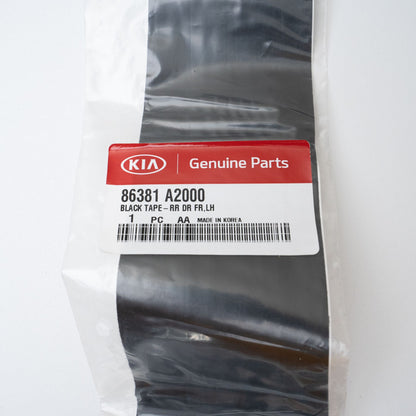 KIA Genuine Parts
86381 A2000
BLACK TAPE-RR DR FR,LH
1 PC AA MADE IN KOREA